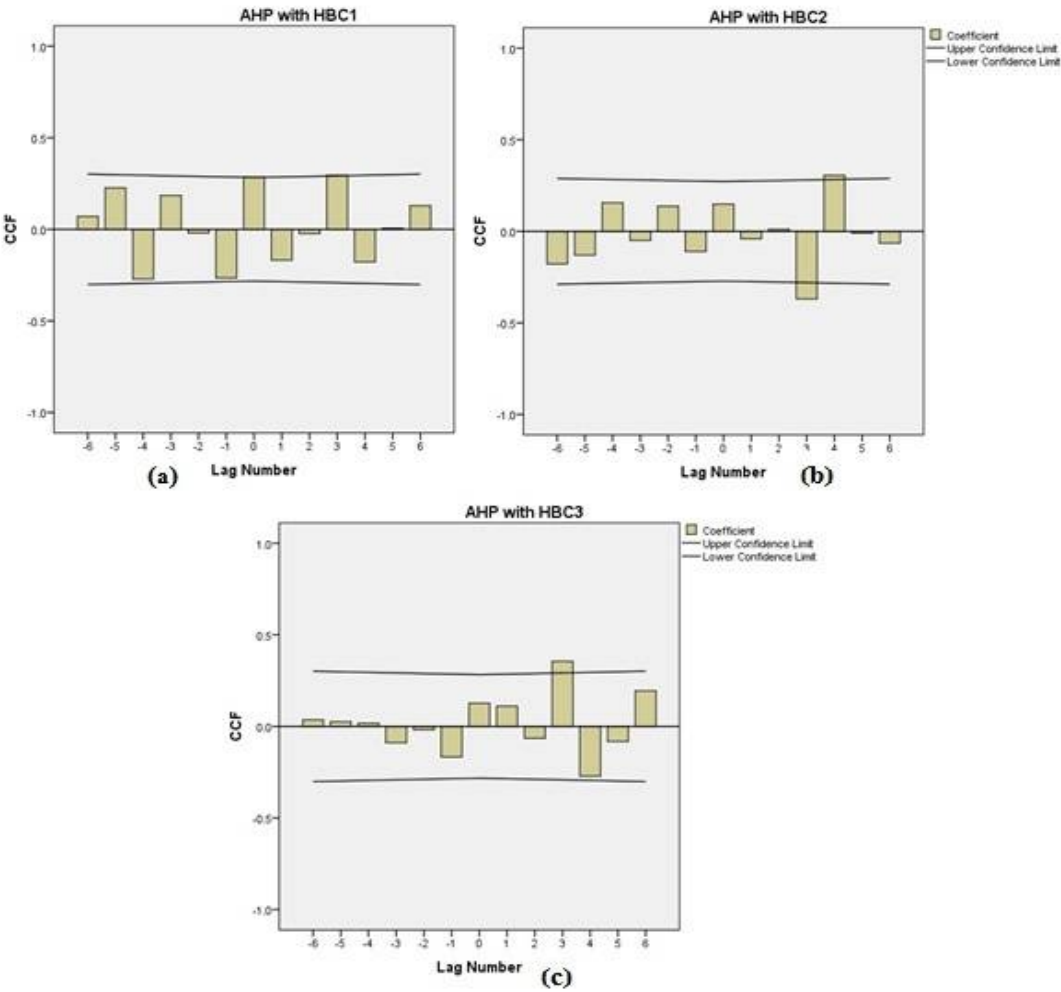 AHP with HBC1
1.0
0.5
0.0
-0.5
-1.0
CCF
-6 -5 -4 -3 -2 -1 0 1 2 3 4 5 6
Lag Number
(a)
AHP with HBC2
Coefficient
Upper Confidence Limit
Lower Confidence Limit
1.0
0.5
0.0
-0.5
-1.0
CCF
-6 -5 -4 -3 -2 -1 0 1 2 3 4 5 6
Lag Number
(b)
AHP with HBC3
Coefficient
Upper Confidence Limit
Lower Confidence Limit
1.0
0.5
0.0
-0.5
-1.0
CCF
-6 -5 -4 -3 -2 -1 0 1 2 3 4 5 6
Lag Number
(c)